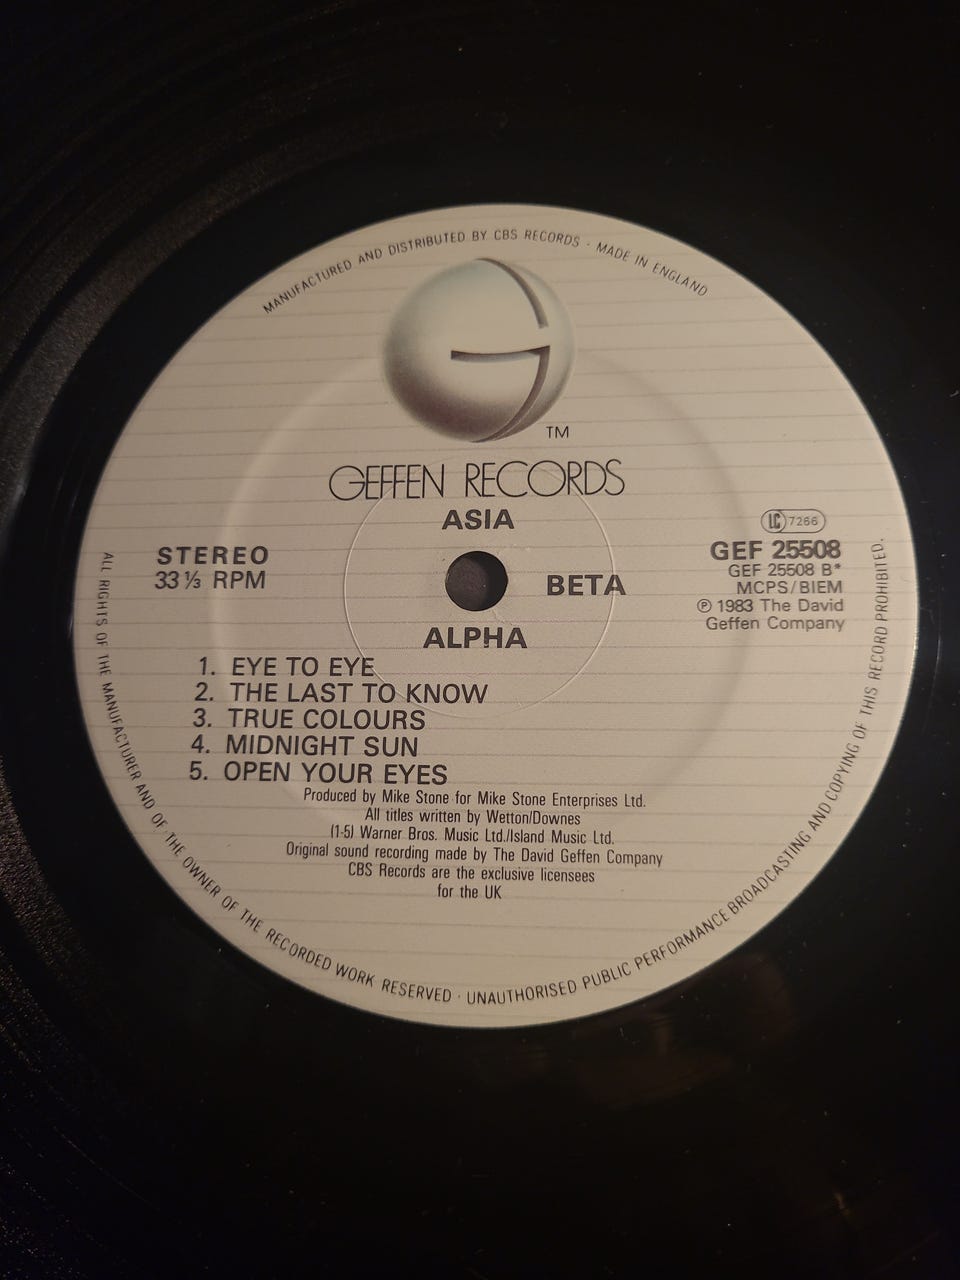 MANUFACTURED AND DISTRIBUTED BY CBS RECORDS · MADE IN ENGLAND
TM
GEFFEN RECORDS
ASIA
LC 7266
STEREO
33⅓ RPM
BETA
GEF 25508
GEF 25508 B*
MCPS/BIEM
℗ 1983 The David
Geffen Company
ALPHA
1. EYE TO EYE
2. THE LAST TO KNOW
3. TRUE COLOURS
4. MIDNIGHT SUN
5. OPEN YOUR EYES
Produced by Mike Stone for Mike Stone Enterprises Ltd.
All titles written by Wetton/Downes
(1-5) Warner Bros. Music Ltd./Island Music Ltd.
Original sound recording made by The David Geffen Company
CBS Records are the exclusive licensees
for the UK
ALL RIGHTS OF THE MANUFACTURER AND OF THE OWNER OF THE RECORDED WORK RESERVED · UNAUTHORISED PUBLIC PERFORMANCE BROADCASTING AND COPYING OF THIS RECORD PROHIBITED.